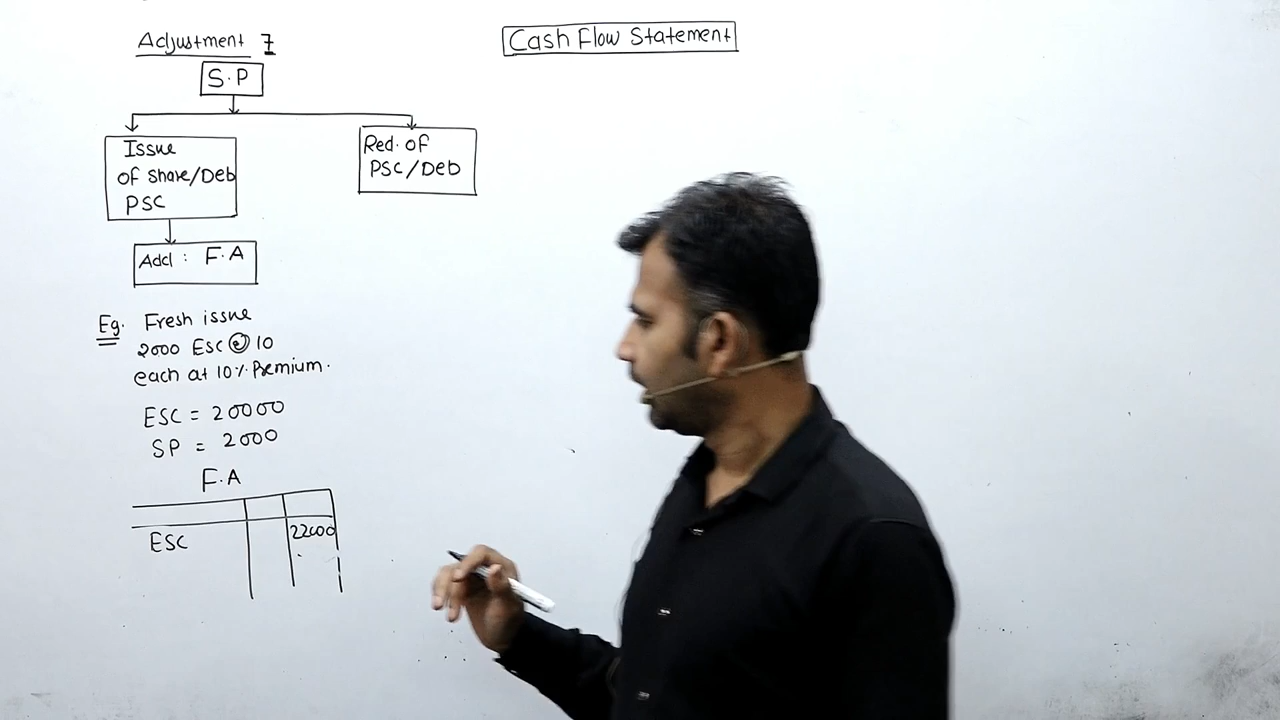 Adjustment 7
Cash Flow Statement
S.P
Issue
of share/Deb
PSC
Red. of
PSC/Deb
Add : F.A
Eg. Fresh issue
2000 ESC @ 10
each at 10% Premium.
ESC = 20000
SP = 2000
F.A
ESC 22000